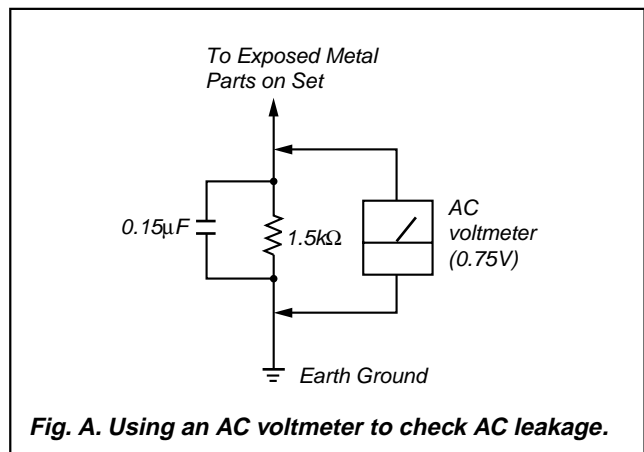 To Exposed Metal
Parts on Set
0.15μF
1.5kΩ
AC
voltmeter
(0.75V)
Earth Ground
Fig. A. Using an AC voltmeter to check AC leakage.